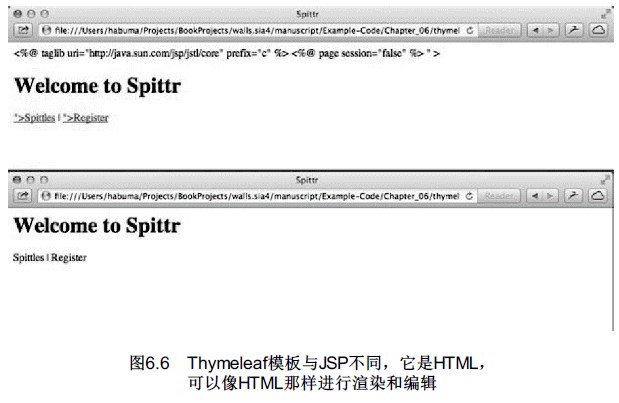 Spittr
file:///Users/habuma/Projects/BookProjects/walls.sia4/manuscript/Example-Code/Chapter_06/thymel Reader
<%@ taglib uri="http://java.sun.com/jsp/jstl/core" prefix="c" %> <%@ page session="false" %> " >
Welcome to Spittr
">Spittles | ">Register
Spittr
file:///Users/habuma/Projects/BookProjects/walls.sia4/manuscript/Example-Code/Chapter_06/thymel Reader
Welcome to Spittr
Spittles | Register
图6.6 Thymeleaf模板与JSP不同，它是HTML，
可以像HTML那样进行渲染和编辑